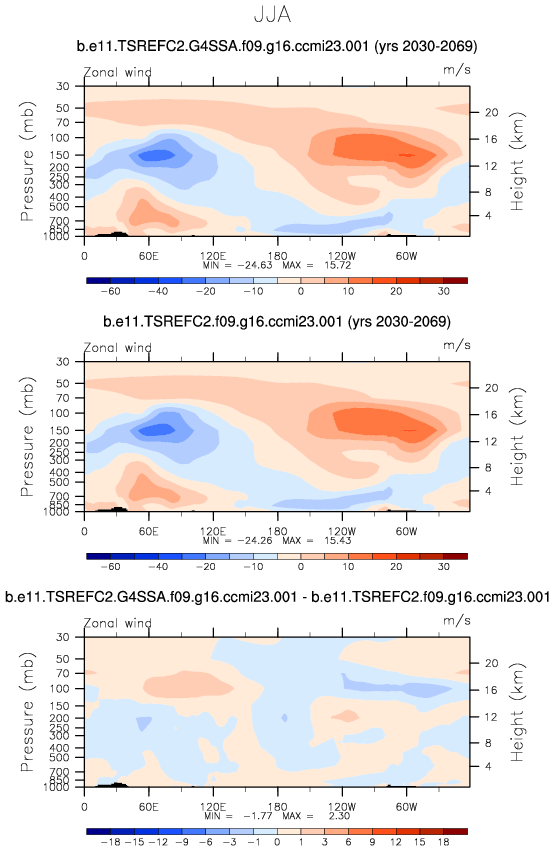 JJA
b.e11.TSREFC2.G4SSA.f09.g16.ccmi23.001 (yrs 2030-2069)
Zonal wind m/s
Pressure (mb)
30
50
70
100
150
200
250
300
400
500
700
850
1000
20
16
12
8
4
Height (km)
0 60E 120E 180 120W 60W
MIN = -24.63 MAX = 15.72
-60 -40 -20 -10 0 10 20 30
b.e11.TSREFC2.f09.g16.ccmi23.001 (yrs 2030-2069)
Zonal wind m/s
Pressure (mb)
30
50
70
100
150
200
250
300
400
500
700
850
1000
20
16
12
8
4
Height (km)
0 60E 120E 180 120W 60W
MIN = -24.26 MAX = 15.43
-60 -40 -20 -10 0 10 20 30
b.e11.TSREFC2.G4SSA.f09.g16.ccmi23.001 - b.e11.TSREFC2.f09.g16.ccmi23.001
Zonal wind m/s
Pressure (mb)
30
50
70
100
150
200
250
300
400
500
700
850
1000
20
16
12
8
4
Height (km)
0 60E 120E 180 120W 60W
MIN = -1.77 MAX = 2.30
-18 -15 -12 -9 -6 -3 -1 0 1 3 6 9 12 15 18